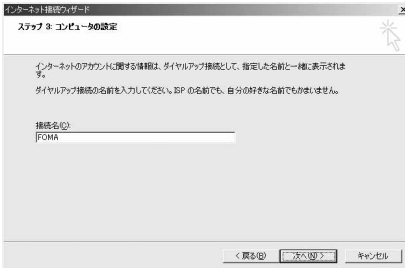 インターネット接続ウィザード
ステップ 3: コンピュータの設定
インターネットのアカウントに関する情報は、ダイヤルアップ接続として、指定した名前と一緒に表示されま
す。
ダイヤルアップ接続の名前を入力してください。ISP の名前でも、自分の好きな名前でもかまいません。
接続名(C):
FOMA
< 戻る(B)
次へ(N) >
キャンセル